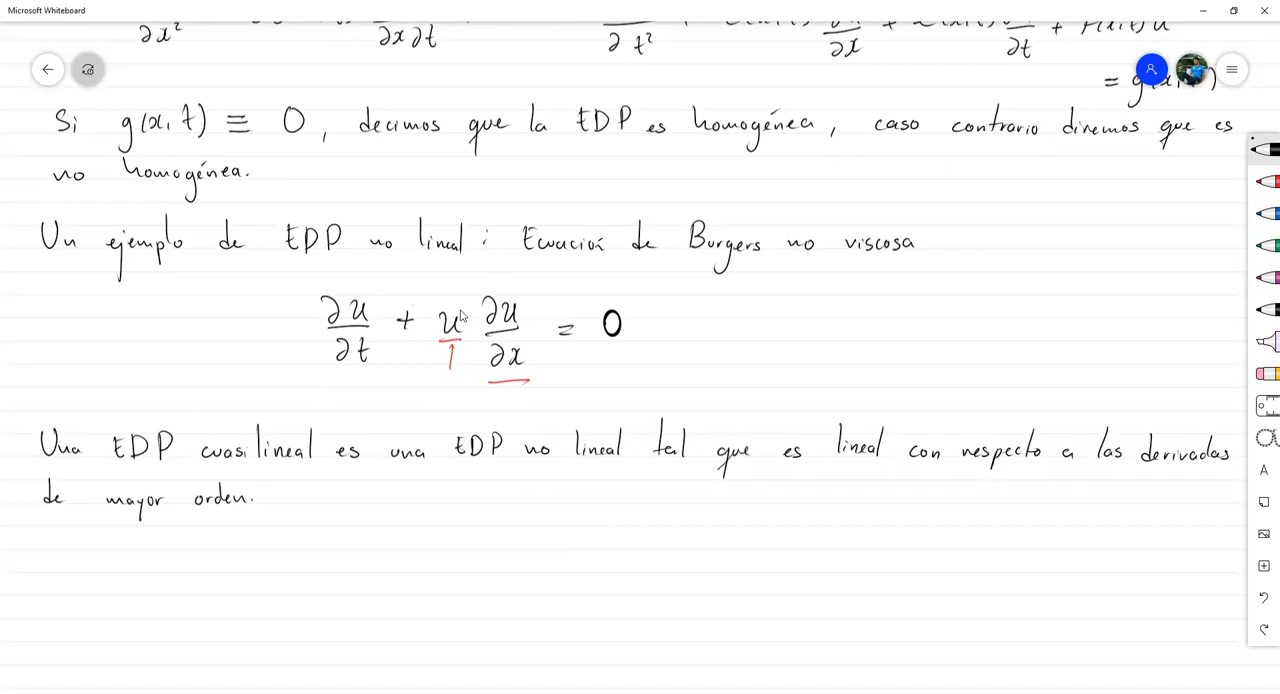 Microsoft Whiteboard
∂x² ∂x∂t ∂t² ∂x + ∂t + u
= g(x, t)
Si g(x, t) ≡ 0, decimos que la EDP es homogénea, caso contrario diremos que es
no homogénea.
Un ejemplo de EDP no lineal: Ecuación de Burgers no viscosa
∂u/∂t + u ∂u/∂x = 0
Una EDP cuasilineal es una EDP no lineal tal que es lineal con respecto a las derivadas
de mayor orden.
A